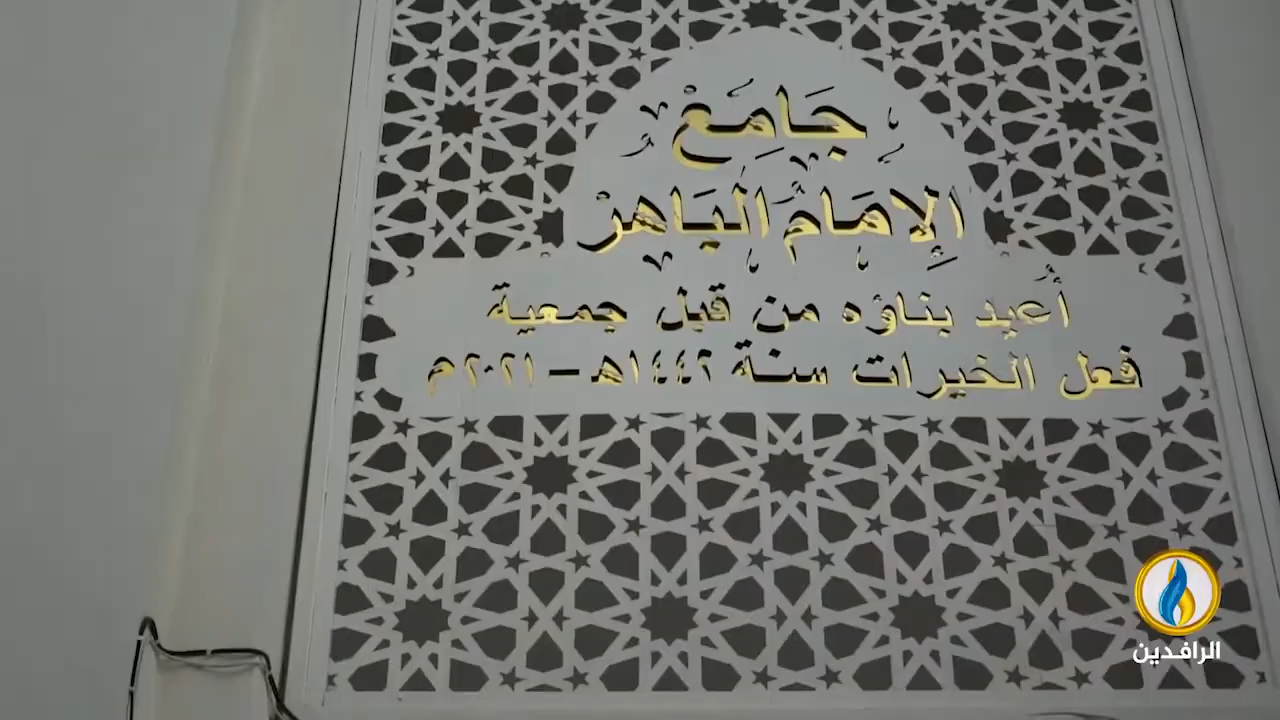 جَامِعْ
الإِمَامُ البَاهِرْ
أُعيد بناؤه من قبل جمعية
فعل الخيرات سنة ١٤٤٢هـ - ٢٠٢١م
الرافدين